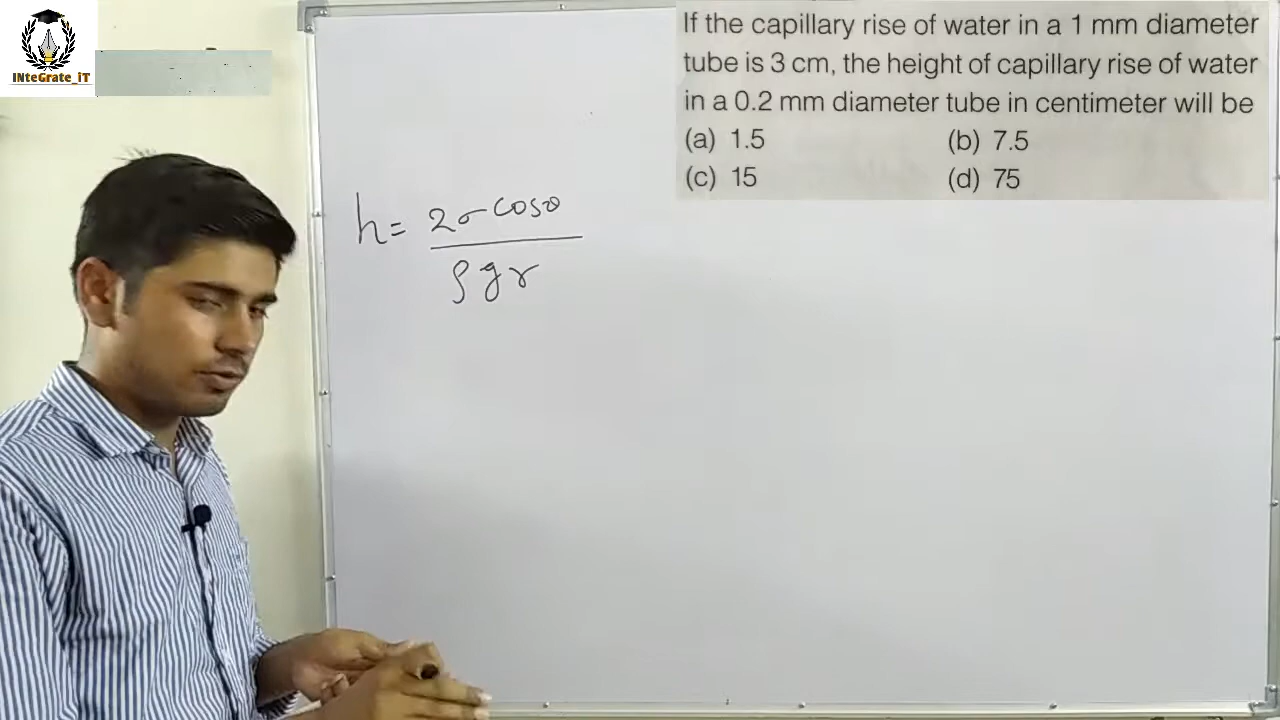 INteGrate_iT
If the capillary rise of water in a 1 mm diameter
tube is 3 cm, the height of capillary rise of water
in a 0.2 mm diameter tube in centimeter will be
(a) 1.5 (b) 7.5
(c) 15 (d) 75
h = 2σ cosθ
ρ g r